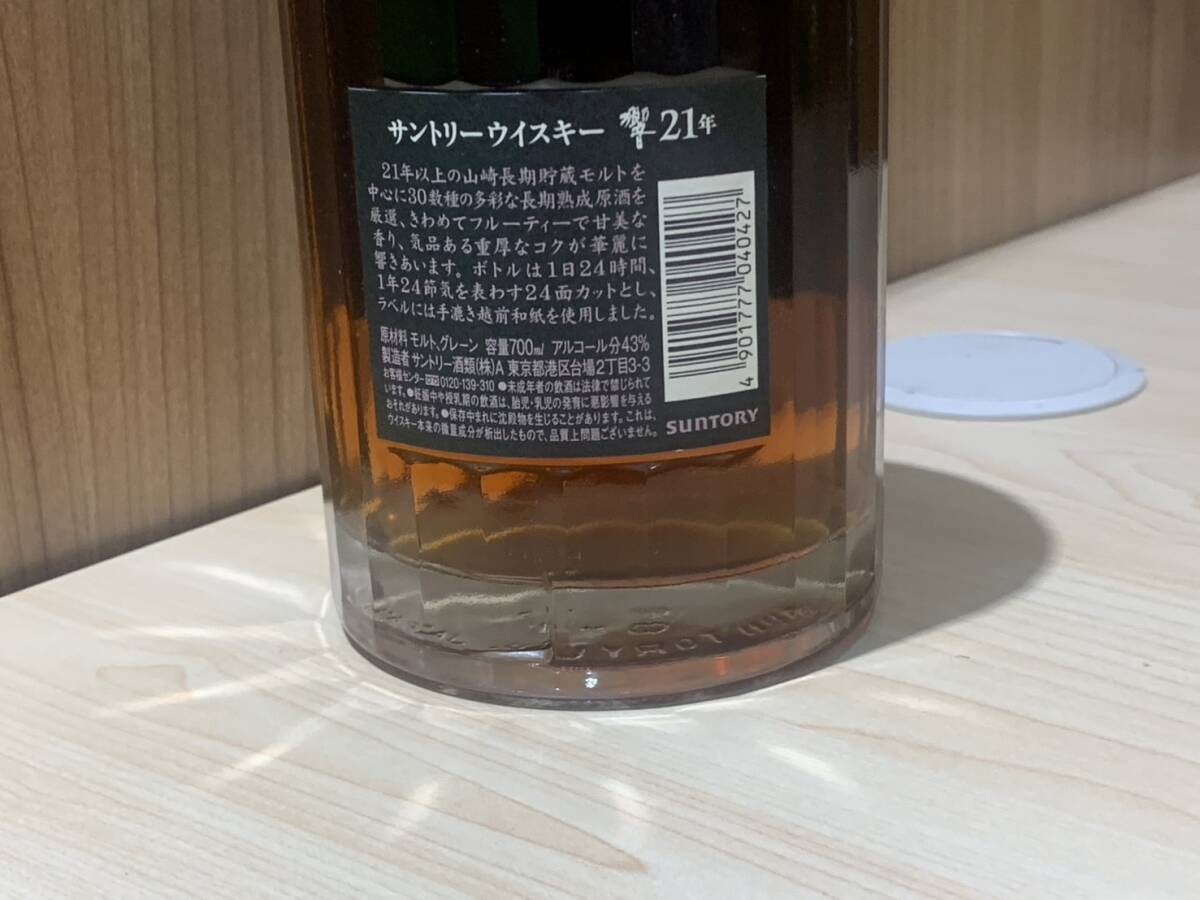 サントリーウイスキー 響 21年
21年以上の山崎長期貯蔵モルトを
中心に30数種の多彩な長期熟成原酒を
厳選、きわめてフルーティーで甘美な
香り、気品ある重厚なコクが華麗に
響きあいます。ボトルは1日24時間、
1年24節気を表わす24面カットとし、
ラベルには手漉き越前和紙を使用しました。
原材料 モルト、グレーン 容量700ml アルコール分43%
製造者 サントリー酒類(株)A 東京都港区台場2丁目3-3
お客様センター 0120-139-310 ●未成年者の飲酒は法律で禁じられて
います。●妊娠中や授乳期の飲酒は、胎児・乳児の発育に悪影響を与える
おそれがあります。●保存中まれに沈殿物を生じることがあります。これは、
ウイスキー本来の微量成分が析出したもので、品質上問題ございません。
SUNTORY
4 901777 040427